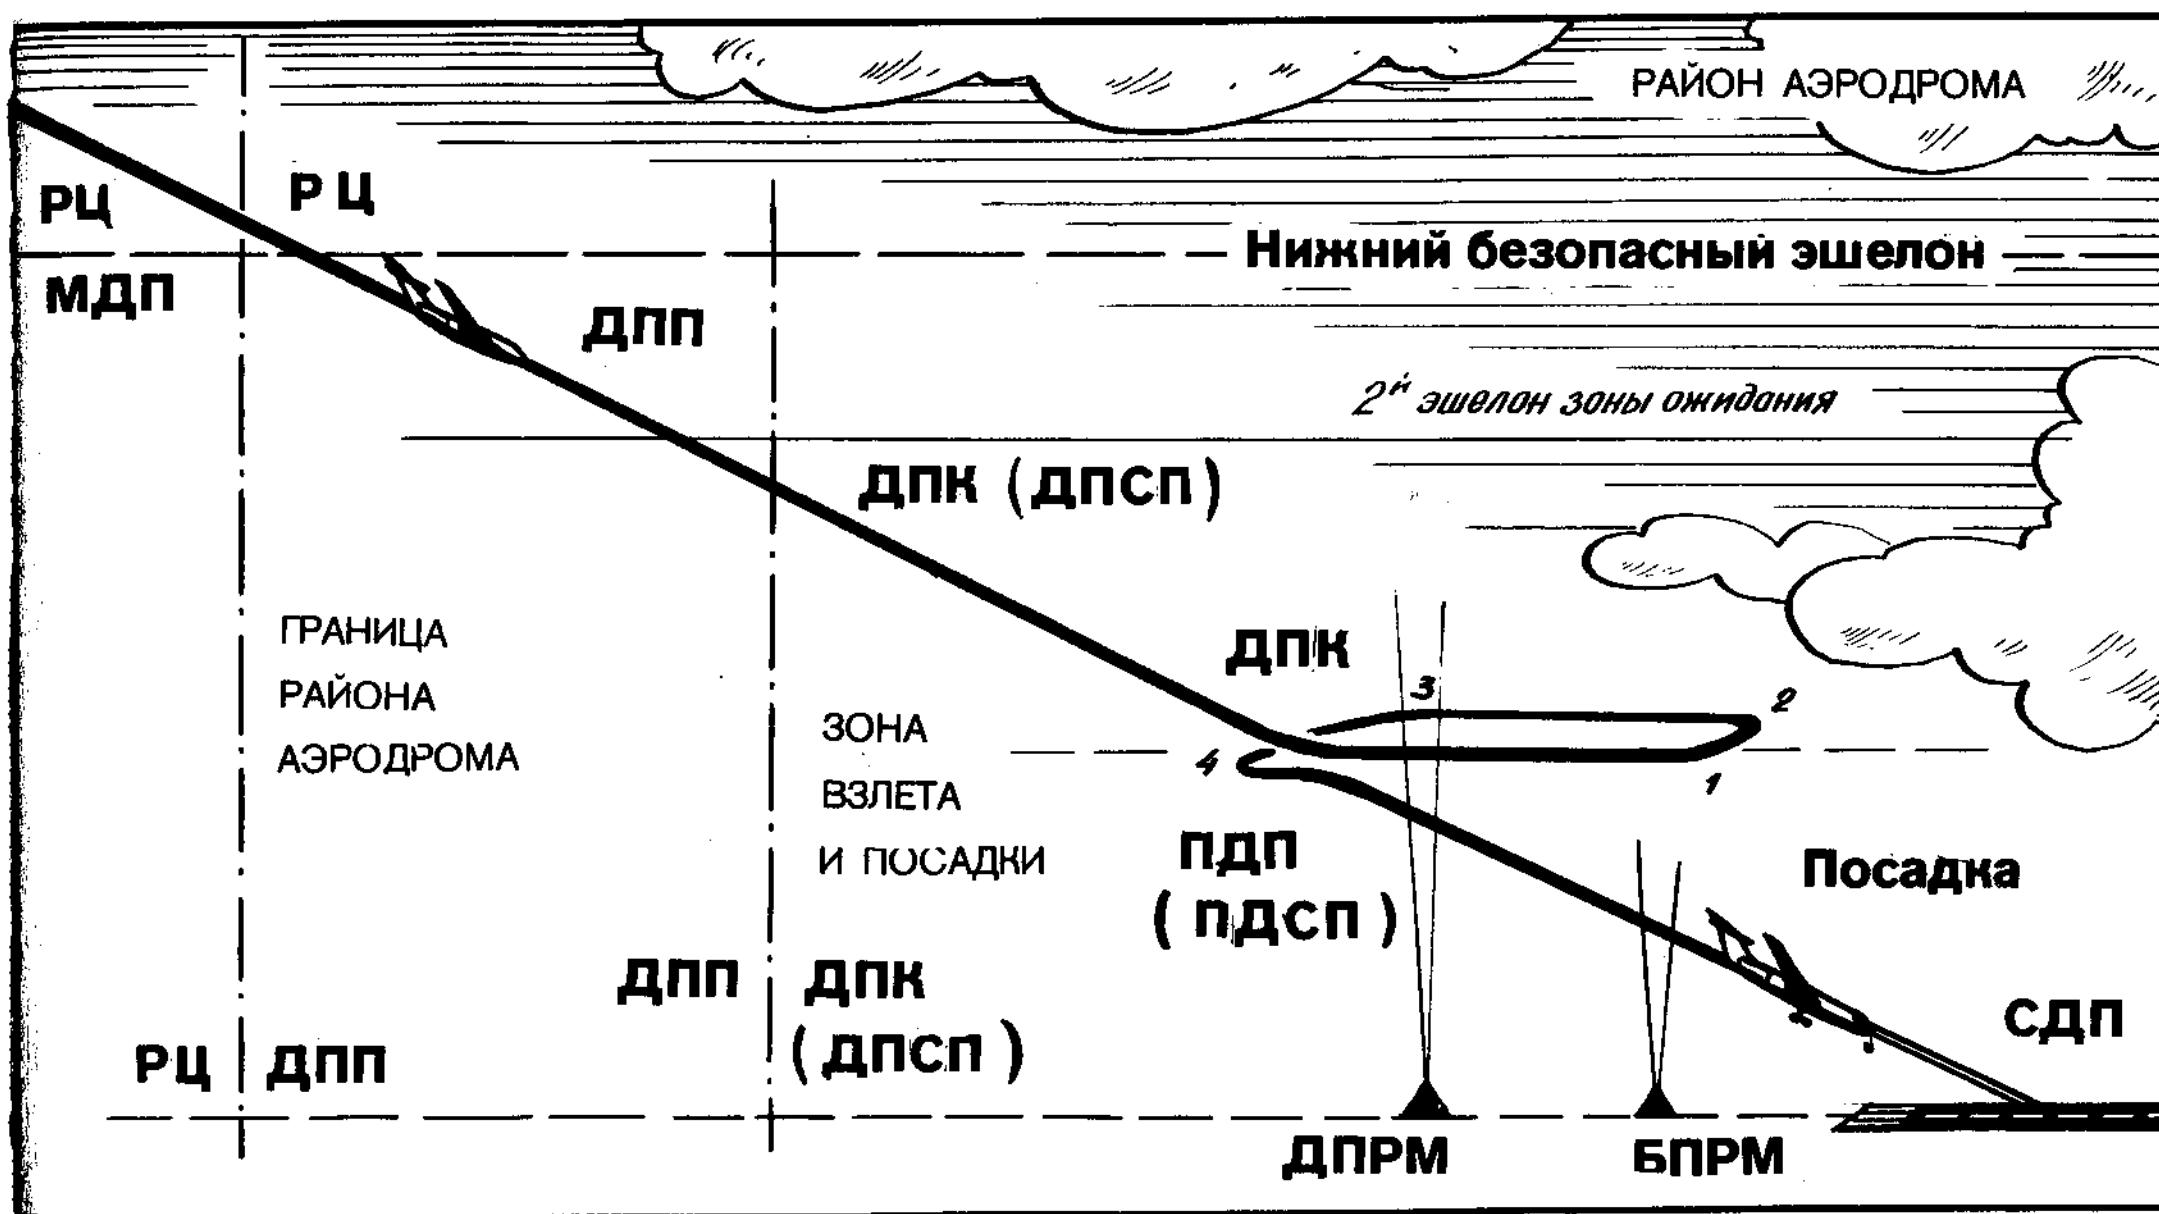 РАЙОН АЭРОДРОМА
РЦ
РЦ
Нижний безопасный эшелон
МДП
ДПП
2й эшелон зоны ожидания
ДПК (ДПСП)
ГРАНИЦА
РАЙОНА
АЭРОДРОМА
ДПК
3
2
ЗОНА
ВЗЛЕТА
И ПОСАДКИ
4
1
ПДП
(ПДСП)
Посадка
ДПП
ДПК
(ДПСП)
СДП
РЦ
ДПП
ДПРМ
БПРМ